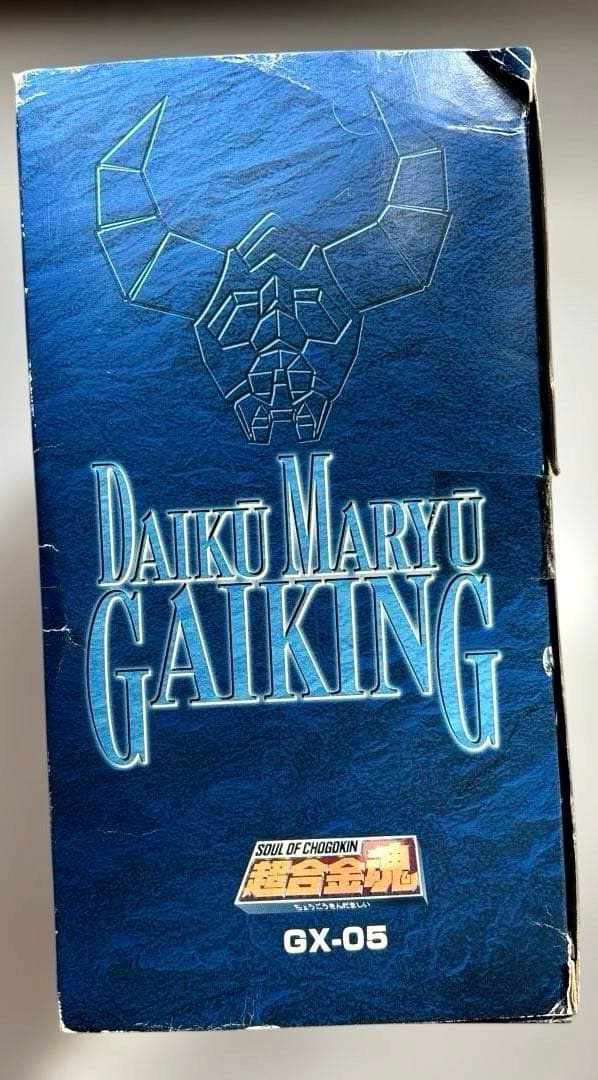 DAIKŪ MARYŪ
GAIKING
SOUL OF CHOGOKIN
超合金魂
ちょうごうきんだましい
GX-05